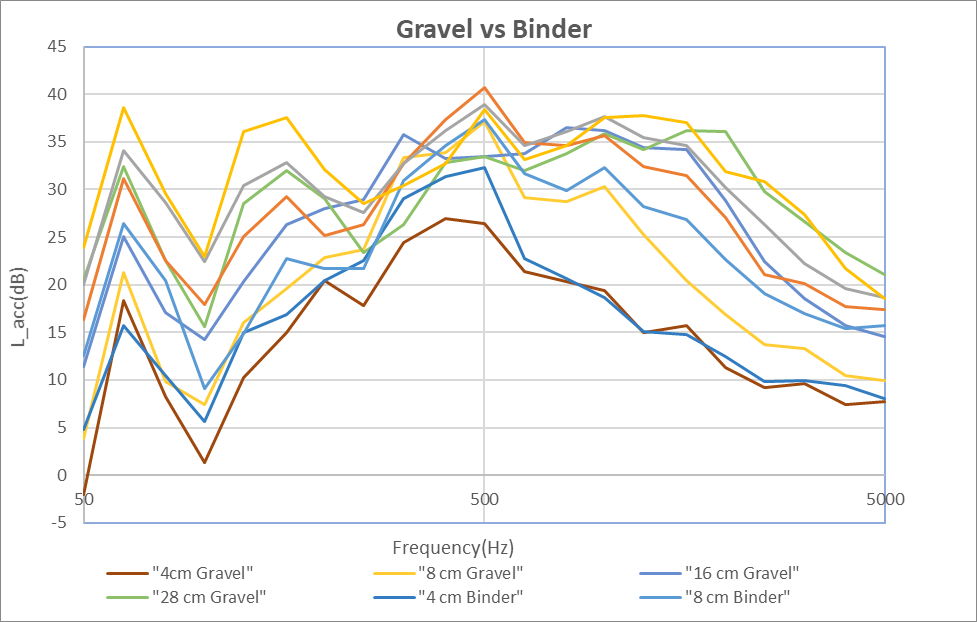 Gravel vs Binder
45
40
35
30
25
20
15
10
5
0
-5
L_acc(dB)
50 500 5000
Frequency(Hz)
"4cm Gravel" "8 cm Gravel" "16 cm Gravel"
"28 cm Gravel" "4 cm Binder" "8 cm Binder"